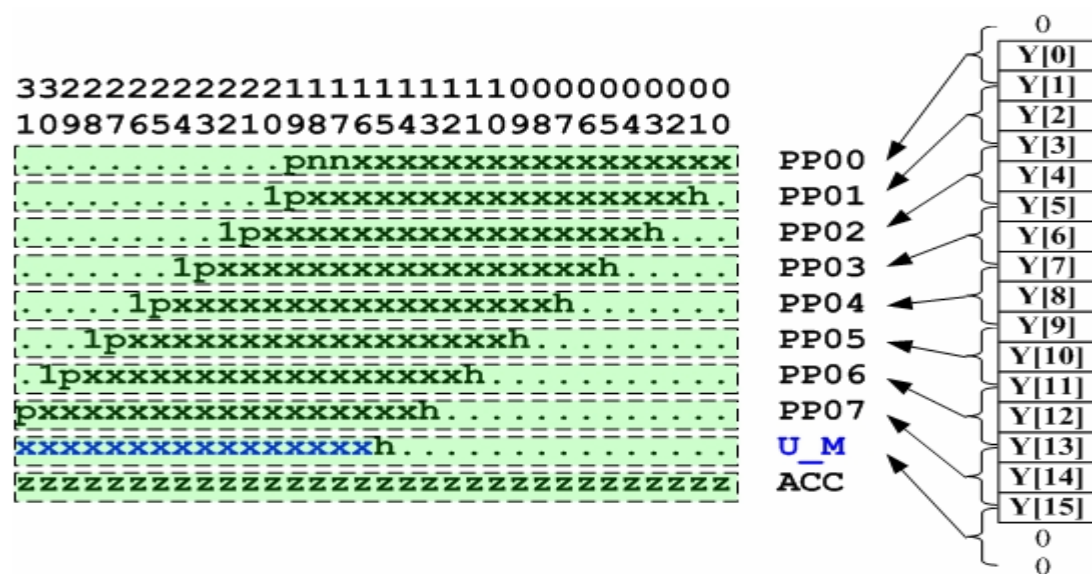 33222222222211111111110000000000
10987654321098765432109876543210
............pnnxxxxxxxxxxxxxxxxx PP00
...........1pxxxxxxxxxxxxxxxxxh. PP01
.........1pxxxxxxxxxxxxxxxxxh... PP02
.......1pxxxxxxxxxxxxxxxxxh..... PP03
.....1pxxxxxxxxxxxxxxxxxh....... PP04
...1pxxxxxxxxxxxxxxxxxh......... PP05
.1pxxxxxxxxxxxxxxxxxh........... PP06
pxxxxxxxxxxxxxxxxxh............. PP07
xxxxxxxxxxxxxxxxh............... U_M
zzzzzzzzzzzzzzzzzzzzzzzzzzzzzzzz ACC
0
Y[0]
Y[1]
Y[2]
Y[3]
Y[4]
Y[5]
Y[6]
Y[7]
Y[8]
Y[9]
Y[10]
Y[11]
Y[12]
Y[13]
Y[14]
Y[15]
0
0